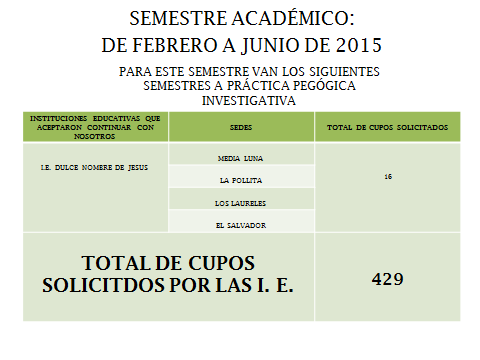 SEMESTRE ACADÉMICO:
DE FEBRERO A JUNIO DE 2015
PARA ESTE SEMESTRE VAN LOS SIGUIENTES
SEMESTRES A PRÁCTICA PEGÓGICA
INVESTIGATIVA
INSTITUCIONES EDUCATIVAS QUE
ACEPTARON CONTINUAR CON
NOSOTROS
SEDES
TOTAL DE CUPOS SOLICITADOS
I.E. DULCE NOMBRE DE JESUS
MEDIA LUNA
LA POLLITA
LOS LAURELES
EL SALVADOR
16
TOTAL DE CUPOS
SOLICITDOS POR LAS I. E.
429